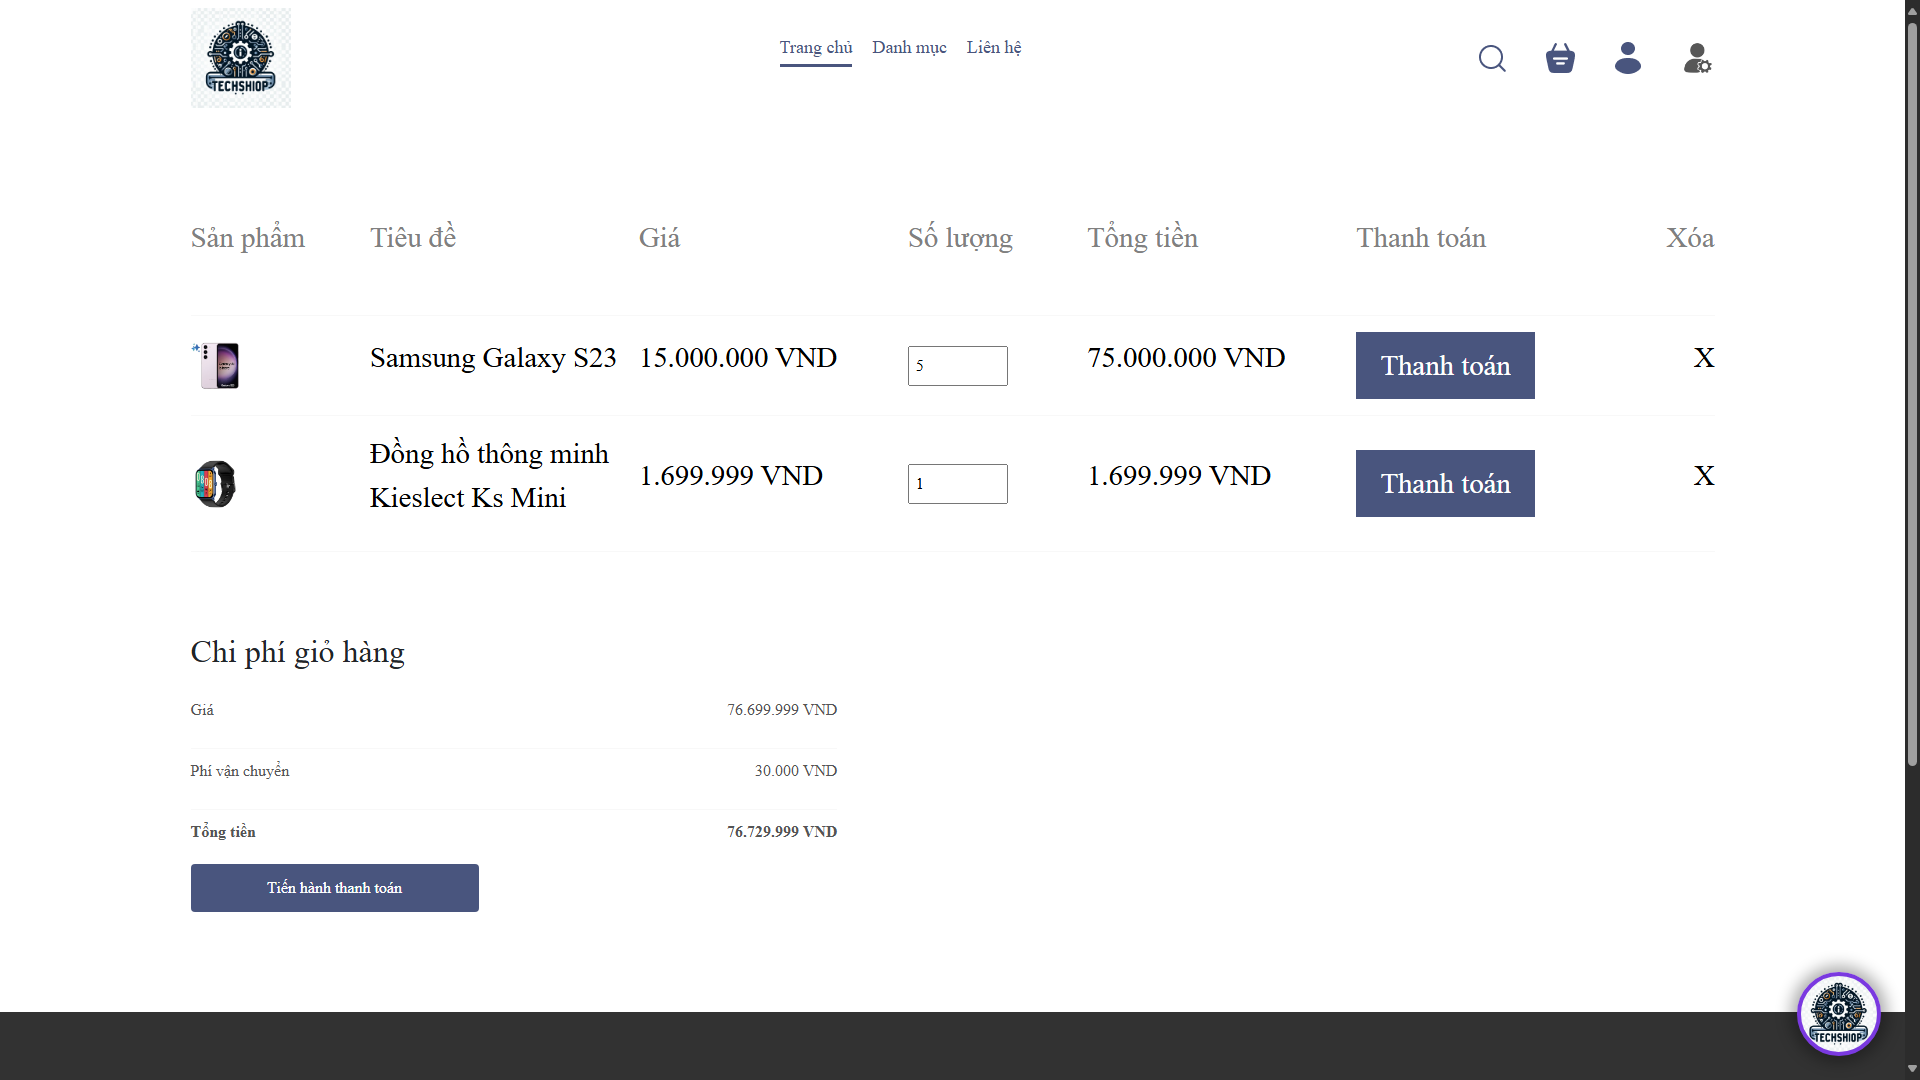 TECHSHIOP
Trang chủ Danh mục Liên hệ
Sản phẩm Tiêu đề Giá Số lượng Tổng tiền Thanh toán Xóa
Samsung Galaxy S23 15.000.000 VND 5 75.000.000 VND Thanh toán X
Đồng hồ thông minh
Kieslect Ks Mini 1.699.999 VND 1 1.699.999 VND Thanh toán X
Chi phí giỏ hàng
Giá 76.699.999 VND
Phí vận chuyển 30.000 VND
Tổng tiền 76.729.999 VND
Tiến hành thanh toán
TECHSHIOP